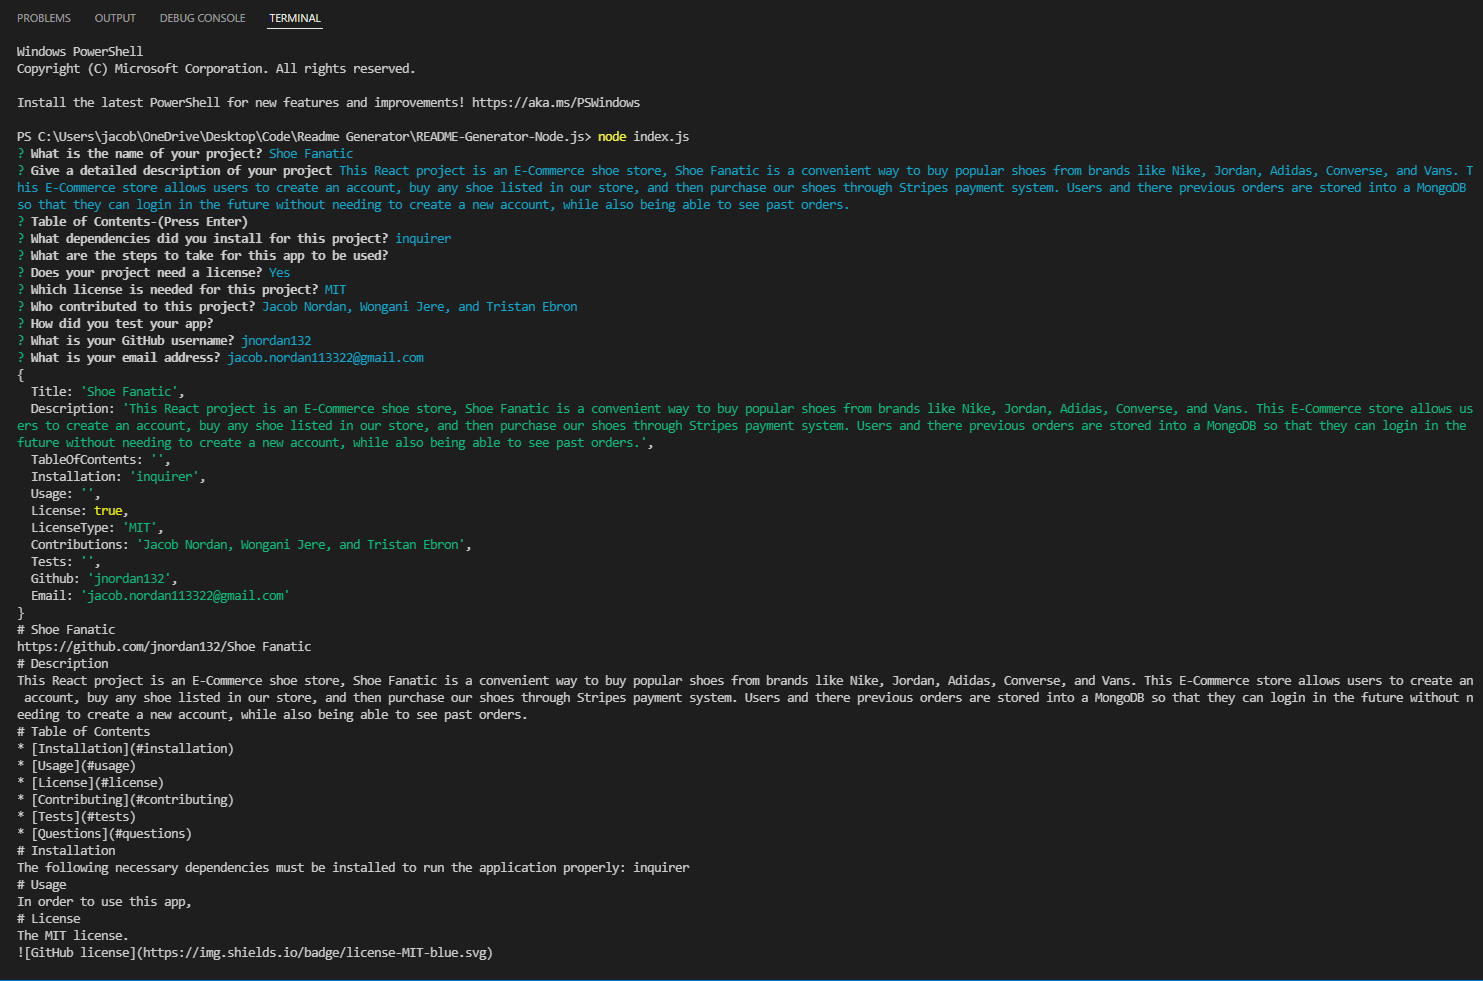 PROBLEMS OUTPUT DEBUG CONSOLE TERMINAL
Windows PowerShell
Copyright (C) Microsoft Corporation. All rights reserved.
Install the latest PowerShell for new features and improvements! https://aka.ms/PSWindows
PS C:\Users\jacob\OneDrive\Desktop\Code\Readme Generator\README-Generator-Node.js> node index.js
? What is the name of your project? Shoe Fanatic
? Give a detailed description of your project This React project is an E-Commerce shoe store, Shoe Fanatic is a convenient way to buy popular shoes from brands like Nike, Jordan, Adidas, Converse, and Vans. T
his E-Commerce store allows users to create an account, buy any shoe listed in our store, and then purchase our shoes through Stripes payment system. Users and there previous orders are stored into a MongoDB
so that they can login in the future without needing to create a new account, while also being able to see past orders.
? Table of Contents-(Press Enter)
? What dependencies did you install for this project? inquirer
? What are the steps to take for this app to be used?
? Does your project need a license? Yes
? Which license is needed for this project? MIT
? Who contributed to this project? Jacob Nordan, Wongani Jere, and Tristan Ebron
? How did you test your app?
? What is your GitHub username? jnordan132
? What is your email address? jacob.nordan113322@gmail.com
{
Title: 'Shoe Fanatic',
Description: 'This React project is an E-Commerce shoe store, Shoe Fanatic is a convenient way to buy popular shoes from brands like Nike, Jordan, Adidas, Converse, and Vans. This E-Commerce store allows us
ers to create an account, buy any shoe listed in our store, and then purchase our shoes through Stripes payment system. Users and there previous orders are stored into a MongoDB so that they can login in the
future without needing to create a new account, while also being able to see past orders.',
TableOfContents: '',
Installation: 'inquirer',
Usage: '',
License: true,
LicenseType: 'MIT',
Contributions: 'Jacob Nordan, Wongani Jere, and Tristan Ebron',
Tests: '',
Github: 'jnordan132',
Email: 'jacob.nordan113322@gmail.com'
}
# Shoe Fanatic
https://github.com/jnordan132/Shoe Fanatic
# Description
This React project is an E-Commerce shoe store, Shoe Fanatic is a convenient way to buy popular shoes from brands like Nike, Jordan, Adidas, Converse, and Vans. This E-Commerce store allows users to create an
account, buy any shoe listed in our store, and then purchase our shoes through Stripes payment system. Users and there previous orders are stored into a MongoDB so that they can login in the future without n
eeding to create a new account, while also being able to see past orders.
# Table of Contents
* [Installation](#installation)
* [Usage](#usage)
* [License](#license)
* [Contributing](#contributing)
* [Tests](#tests)
* [Questions](#questions)
# Installation
The following necessary dependencies must be installed to run the application properly: inquirer
# Usage
In order to use this app,
# License
The MIT license.
![GitHub license](https://img.shields.io/badge/license-MIT-blue.svg)